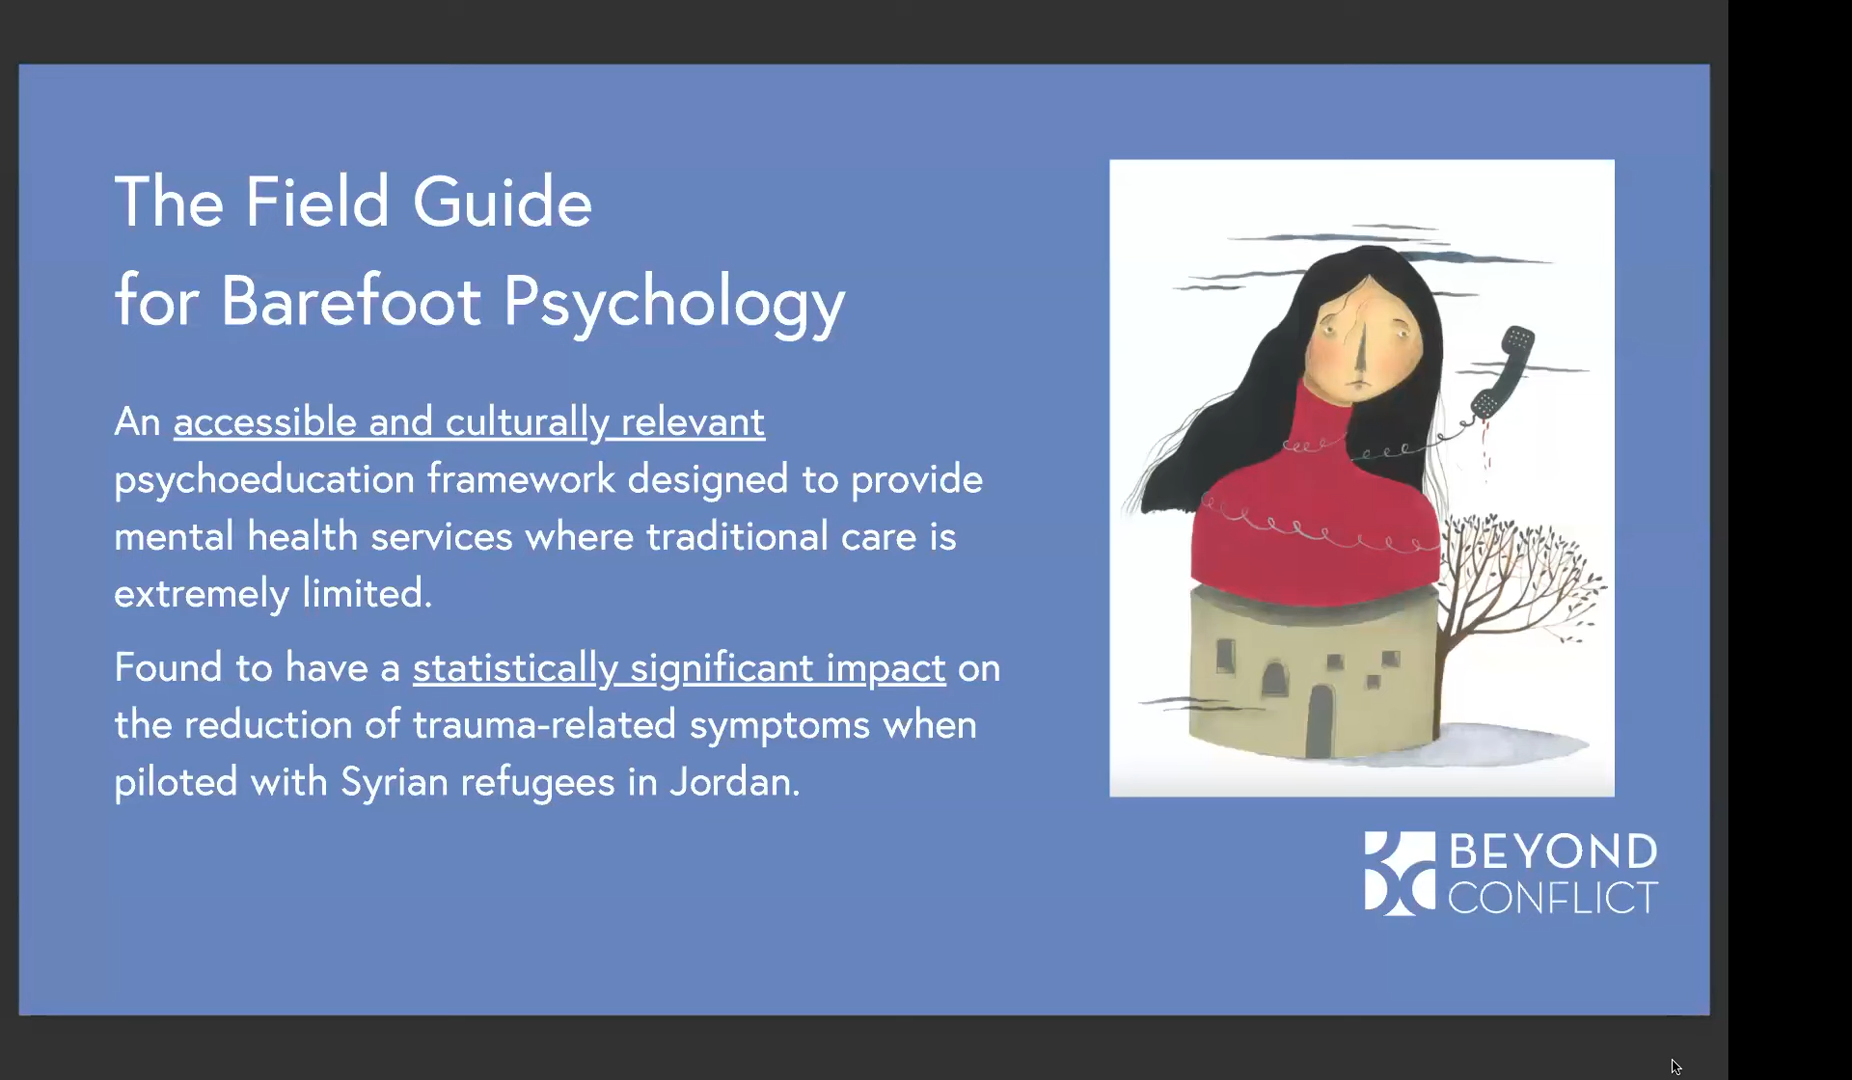 The Field Guide
for Barefoot Psychology
An accessible and culturally relevant
psychoeducation framework designed to provide
mental health services where traditional care is
extremely limited.
Found to have a statistically significant impact on
the reduction of trauma-related symptoms when
piloted with Syrian refugees in Jordan.
BEYOND
CONFLICT